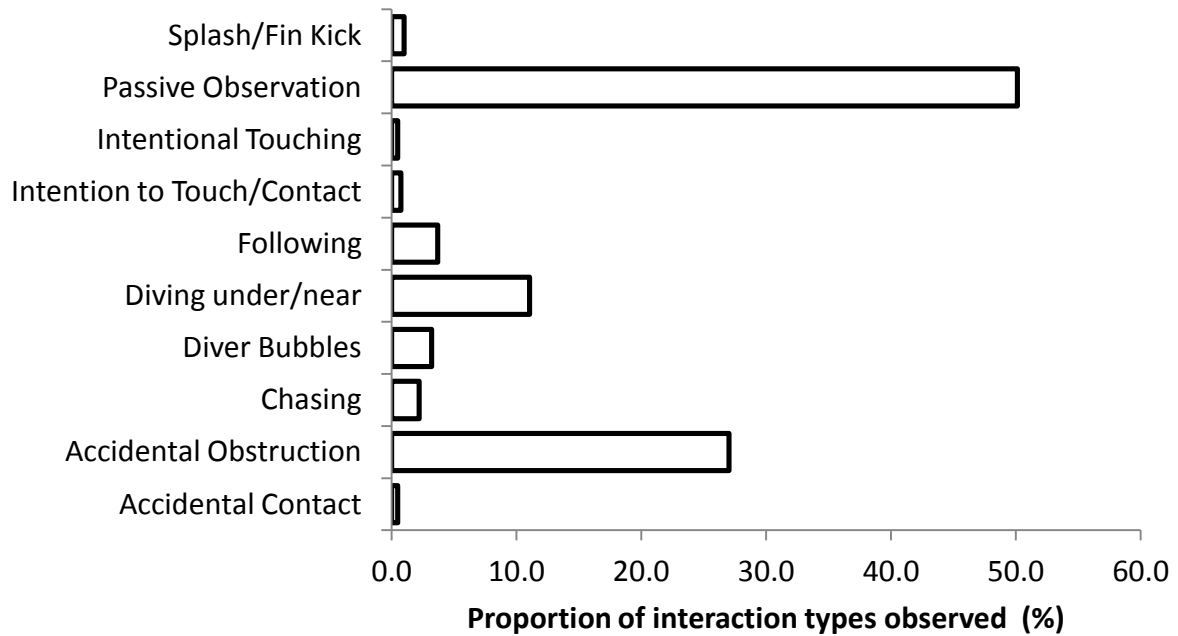 Splash/Fin Kick
Passive Observation
Intentional Touching
Intention to Touch/Contact
Following
Diving under/near
Diver Bubbles
Chasing
Accidental Obstruction
Accidental Contact
0.0 10.0 20.0 30.0 40.0 50.0 60.0
Proportion of interaction types observed (%)